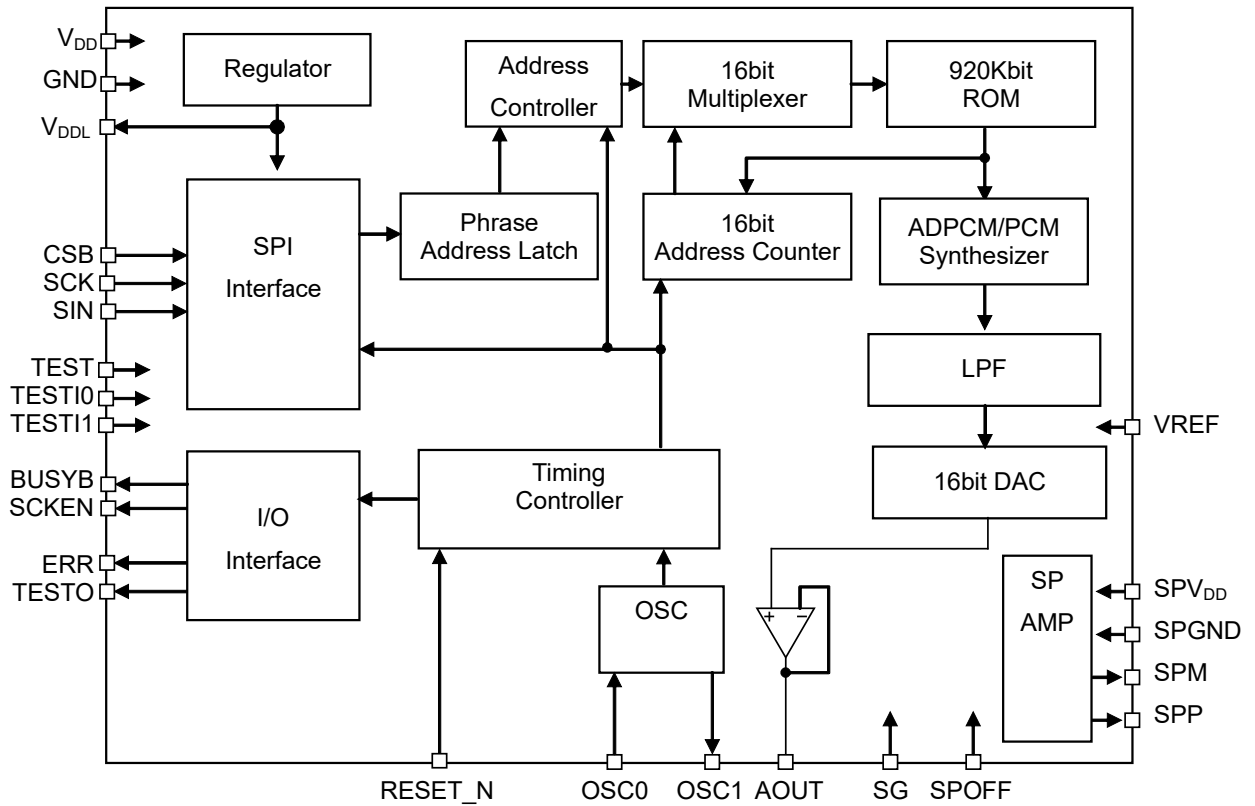 VDD
GND
VDDL
Regulator
Address
Controller
16bit
Multiplexer
920Kbit
ROM
CSB
SCK
SIN
SPI
Interface
Phrase
Address Latch
16bit
Address Counter
ADPCM/PCM
Synthesizer
TEST
TESTI0
TESTI1
LPF
VREF
BUSYB
SCKEN
ERR
TESTO
I/O
Interface
Timing
Controller
16bit DAC
OSC
+ −
SP
AMP
SPVDD
SPGND
SPM
SPP
RESET_N
OSC0
OSC1
AOUT
SG
SPOFF